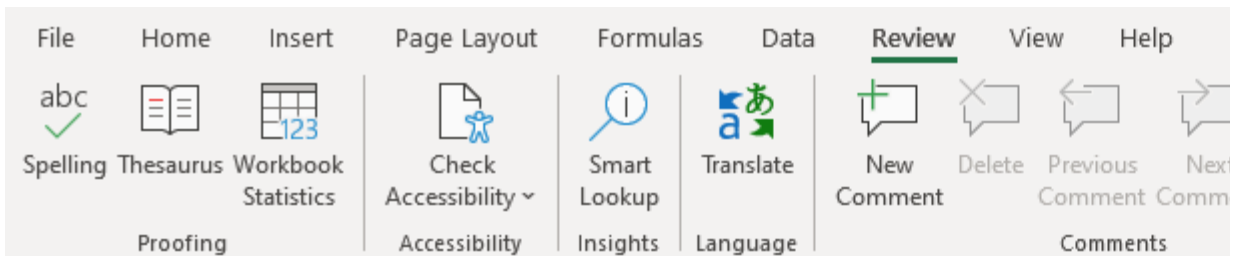 File Home Insert Page Layout Formulas Data Review View Help
abc
123
あ
a
Spelling Thesaurus Workbook Statistics Check Accessibility Smart Lookup Translate New Comment Delete Previous Comment
Proofing Accessibility Insights Language Comments